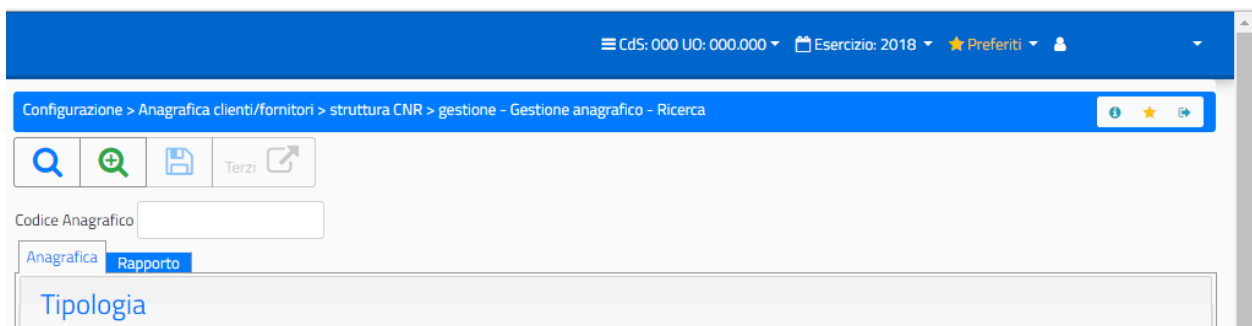 CdS: 000 UO: 000.000 Esercizio: 2018 Preferiti
Configurazione > Anagrafica clienti/fornitori > struttura CNR > gestione - Gestione anagrafico - Ricerca
Terzi
Codice Anagrafico
Anagrafica Rapporto
Tipologia